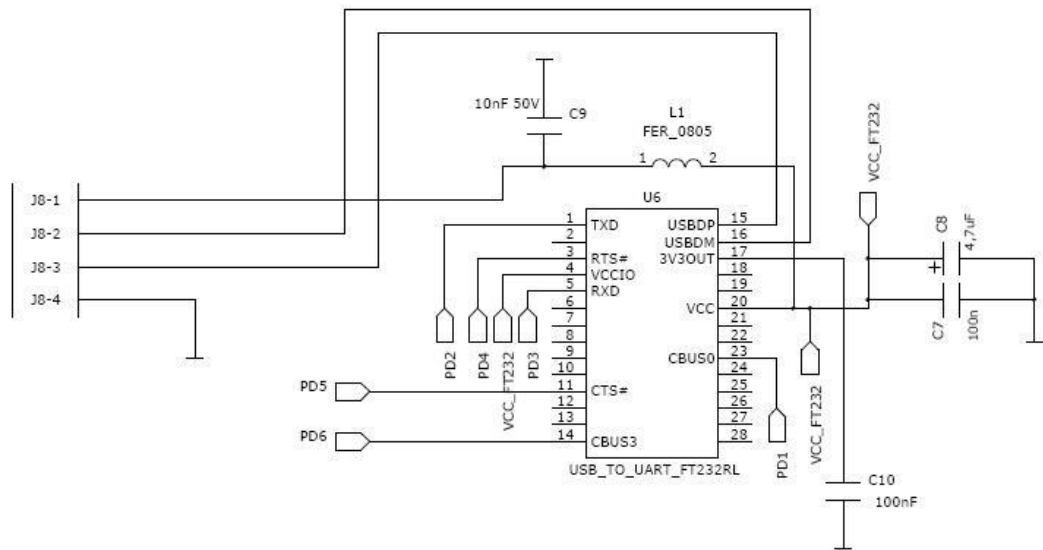 10nF 50V
C9
L1
FER_0805
1
2
VCC_FT232
J8-1
J8-2
J8-3
J8-4
U6
1 TXD USBDP 15
2 USBDM 16
3 RTS# 3V3OUT 17
4 VCCIO 18
5 RXD 19
6 VCC 20
7 21
8 22
9 CBUS0 23
10 24
11 CTS# 25
12 26
13 27
14 CBUS3 28
USB_TO_UART_FT232RL
C8
4,7uF
+
C7
100n
PD2
PD4
VCC_FT232
PD3
PD5
PD6
PD1
VCC_FT232
C10
100nF